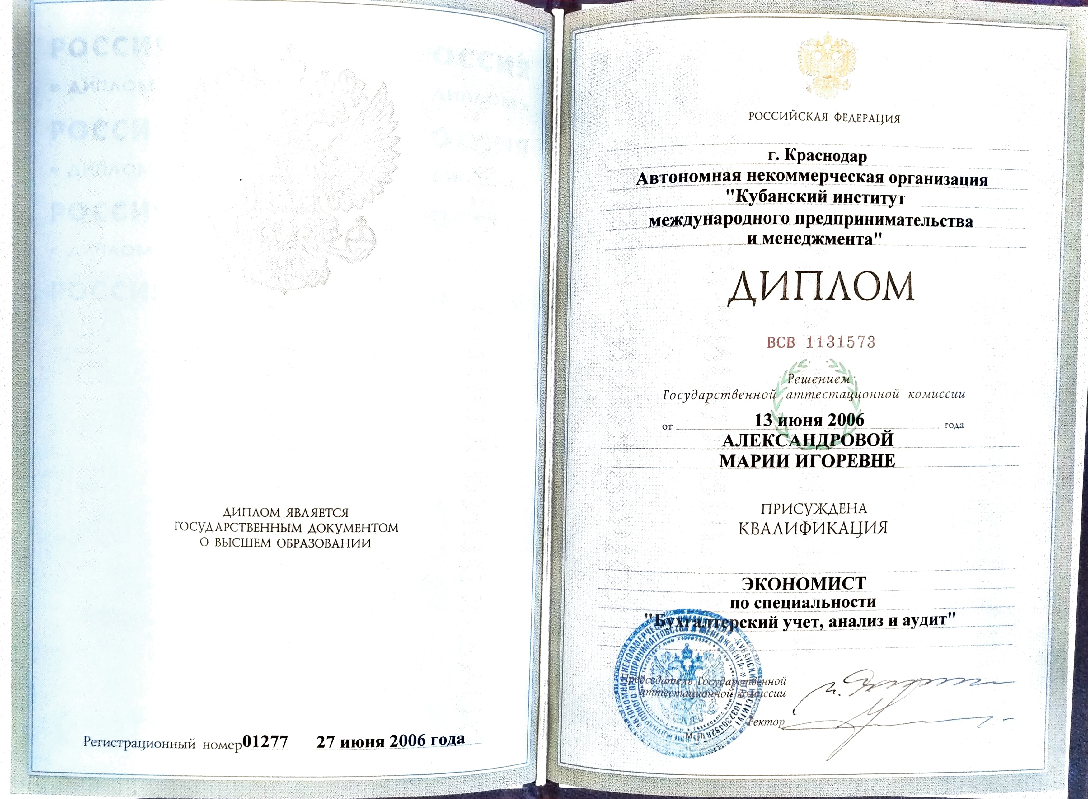 ДИПЛОМ ЯВЛЯЕТСЯ
ГОСУДАРСТВЕННЫМ ДОКУМЕНТОМ
О ВЫСШЕМ ОБРАЗОВАНИИ
Регистрационный номер 01277 27 июня 2006 года
РОССИЙСКАЯ ФЕДЕРАЦИЯ
г. Краснодар
Автономная некоммерческая организация
"Кубанский институт
международного предпринимательства
и менеджмента"
ДИПЛОМ
ВСВ 1131573
Решением
Государственной аттестационной комиссии
от 13 июня 2006 года
АЛЕКСАНДРОВОЙ
МАРИИ ИГОРЕВНЕ
ПРИСУЖДЕНА
КВАЛИФИКАЦИЯ
ЭКОНОМИСТ
по специальности
"Бухгалтерский учет, анализ и аудит"
Председатель Государственной
аттестационной комиссии
Ректор